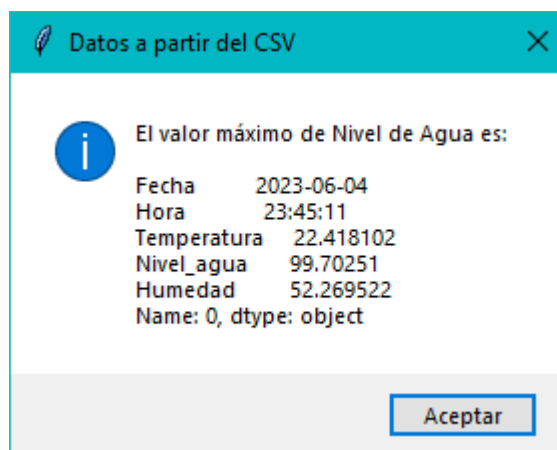 Datos a partir del CSV
El valor máximo de Nivel de Agua es:
Fecha 2023-06-04
Hora 23:45:11
Temperatura 22.418102
Nivel_agua 99.70251
Humedad 52.269522
Name: 0, dtype: object
Aceptar